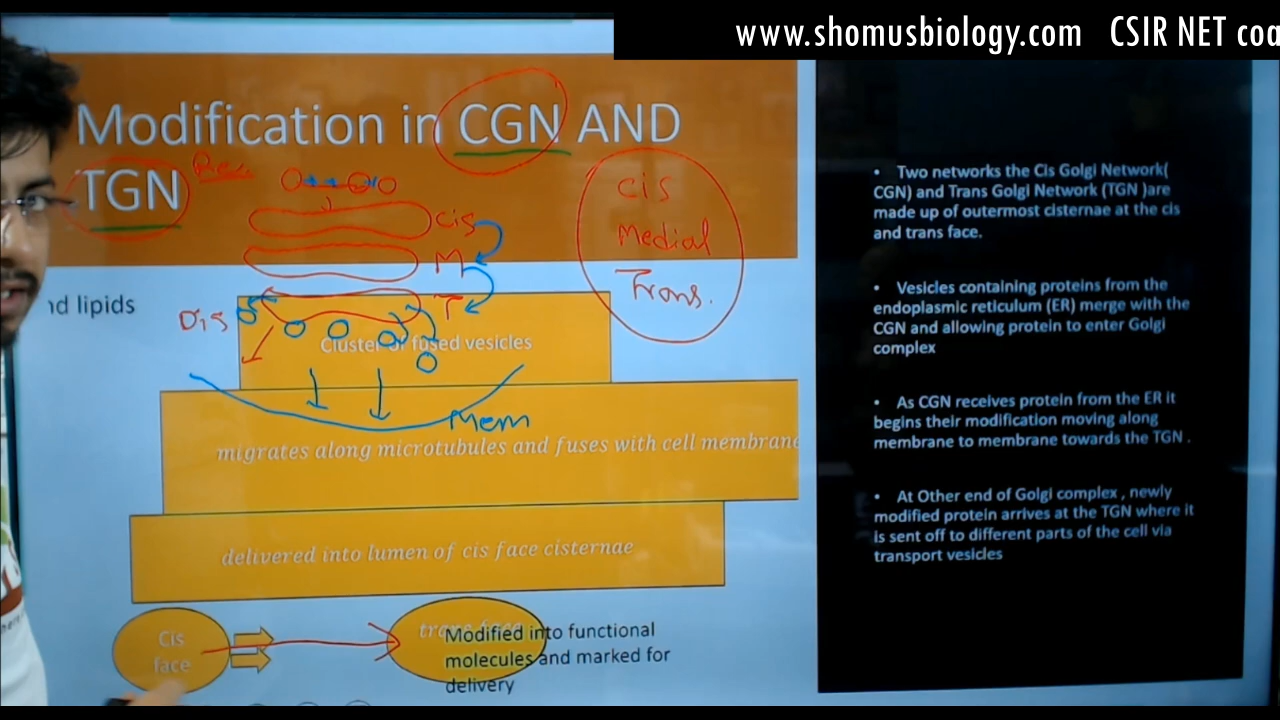 www.shomusbiology.com CSIR NET coa
Modification in CGN AND
TGN
Rec.
cis
Medial
Trans.
Cis
M
T
Dis
nd lipids
Cluster of fused vesicles
Mem
migrates along microtubules and fuses with cell membrane
delivered into lumen of cis face cisternae
Cis
face
Modified into functional
molecules and marked for
delivery
• Two networks the Cis Golgi Network(
CGN) and Trans Golgi Network (TGN )are
made up of outermost cisternae at the cis
and trans face.
• Vesicles containing proteins from the
endoplasmic reticulum (ER) merge with the
CGN and allowing protein to enter Golgi
complex
• As CGN receives protein from the ER it
begins their modification moving along
membrane to membrane towards the TGN .
• At Other end of Golgi complex , newly
modified protein arrives at the TGN where it
is sent off to different parts of the cell via
transport vesicles